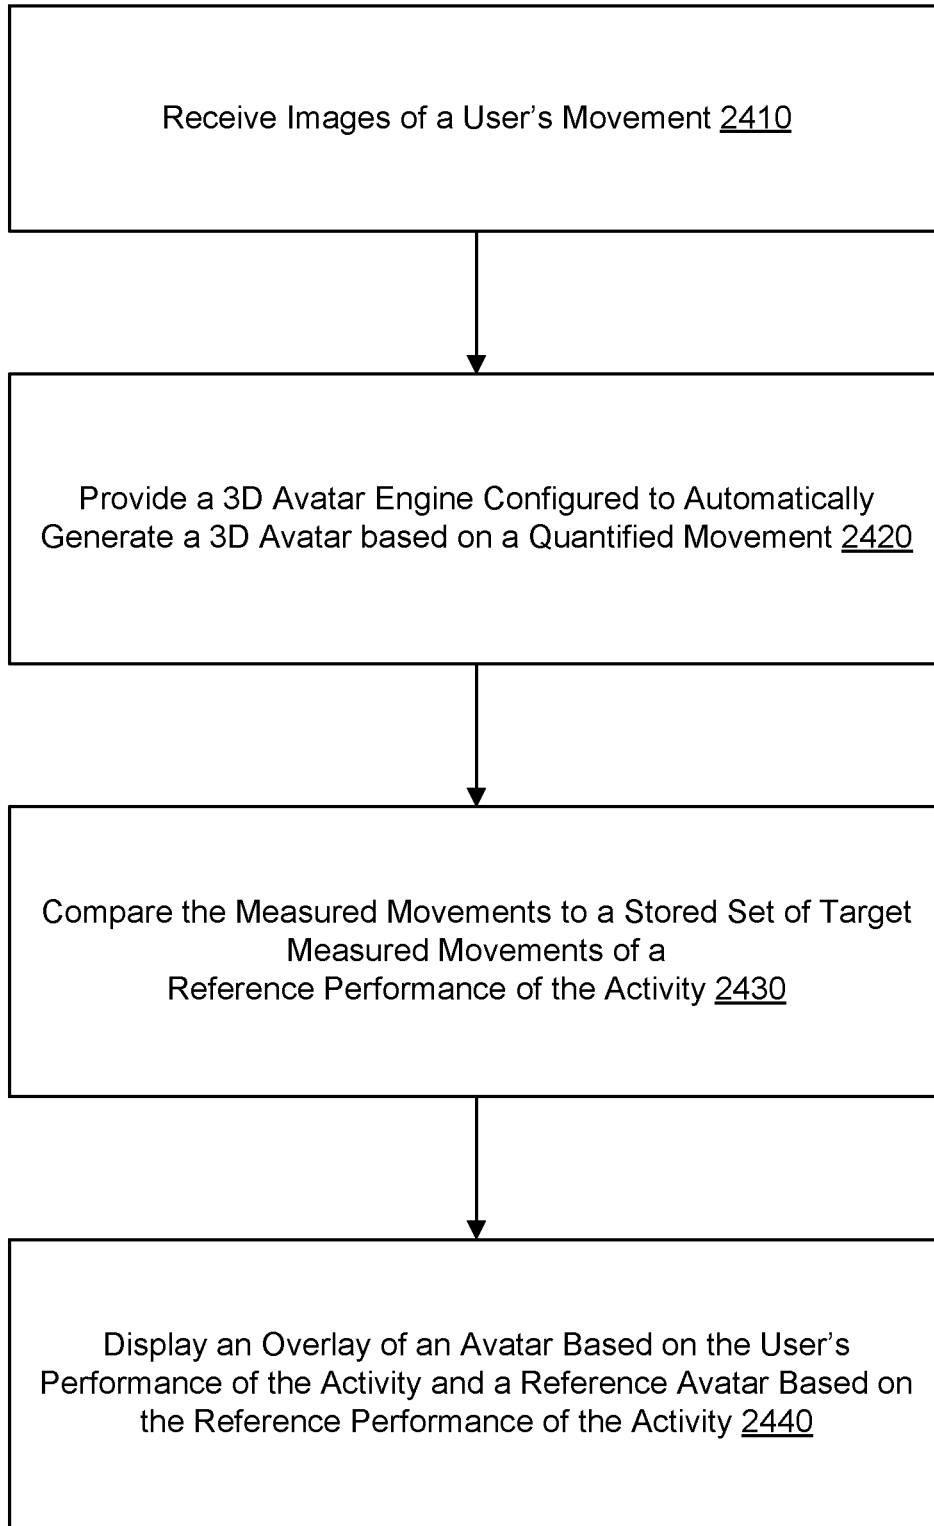 Receive Images of a User's Movement 2410
Provide a 3D Avatar Engine Configured to Automatically
Generate a 3D Avatar based on a Quantified Movement 2420
Compare the Measured Movements to a Stored Set of Target
Measured Movements of a
Reference Performance of the Activity 2430
Display an Overlay of an Avatar Based on the User's
Performance of the Activity and a Reference Avatar Based on
the Reference Performance of the Activity 2440